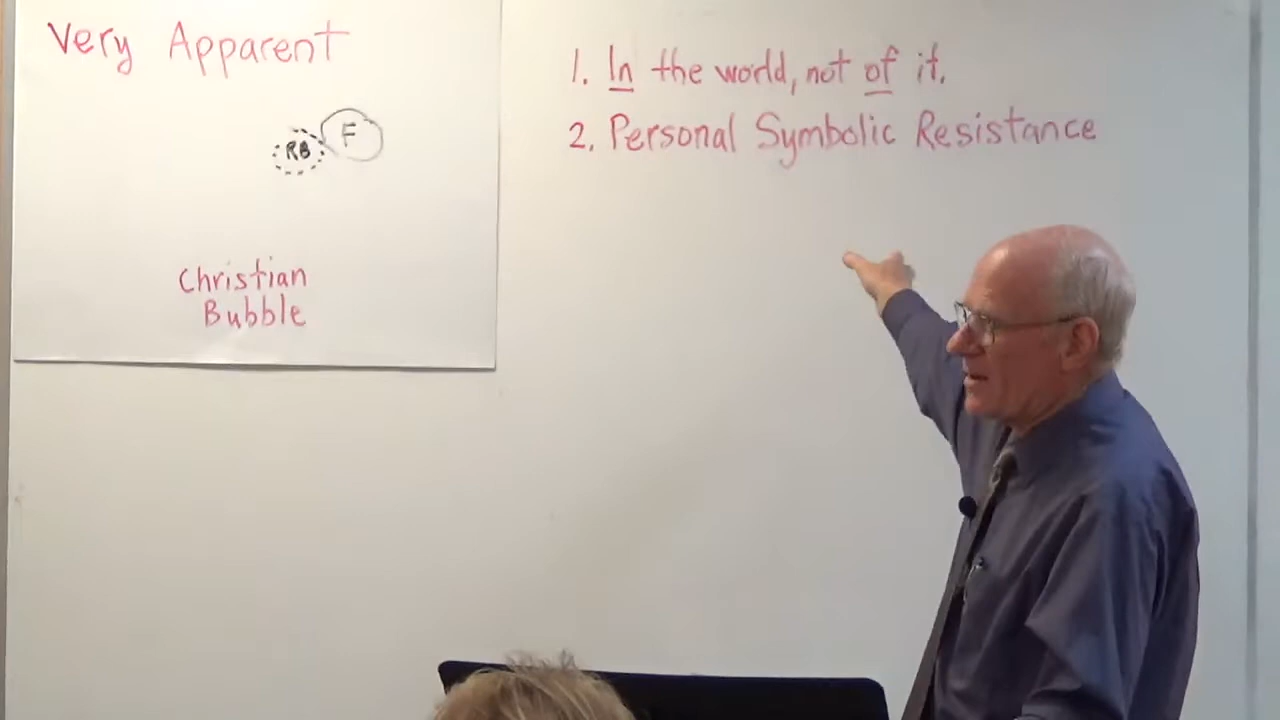 Very Apparent
RB
F
Christian
Bubble
1. In the world, not of it.
2. Personal Symbolic Resistance